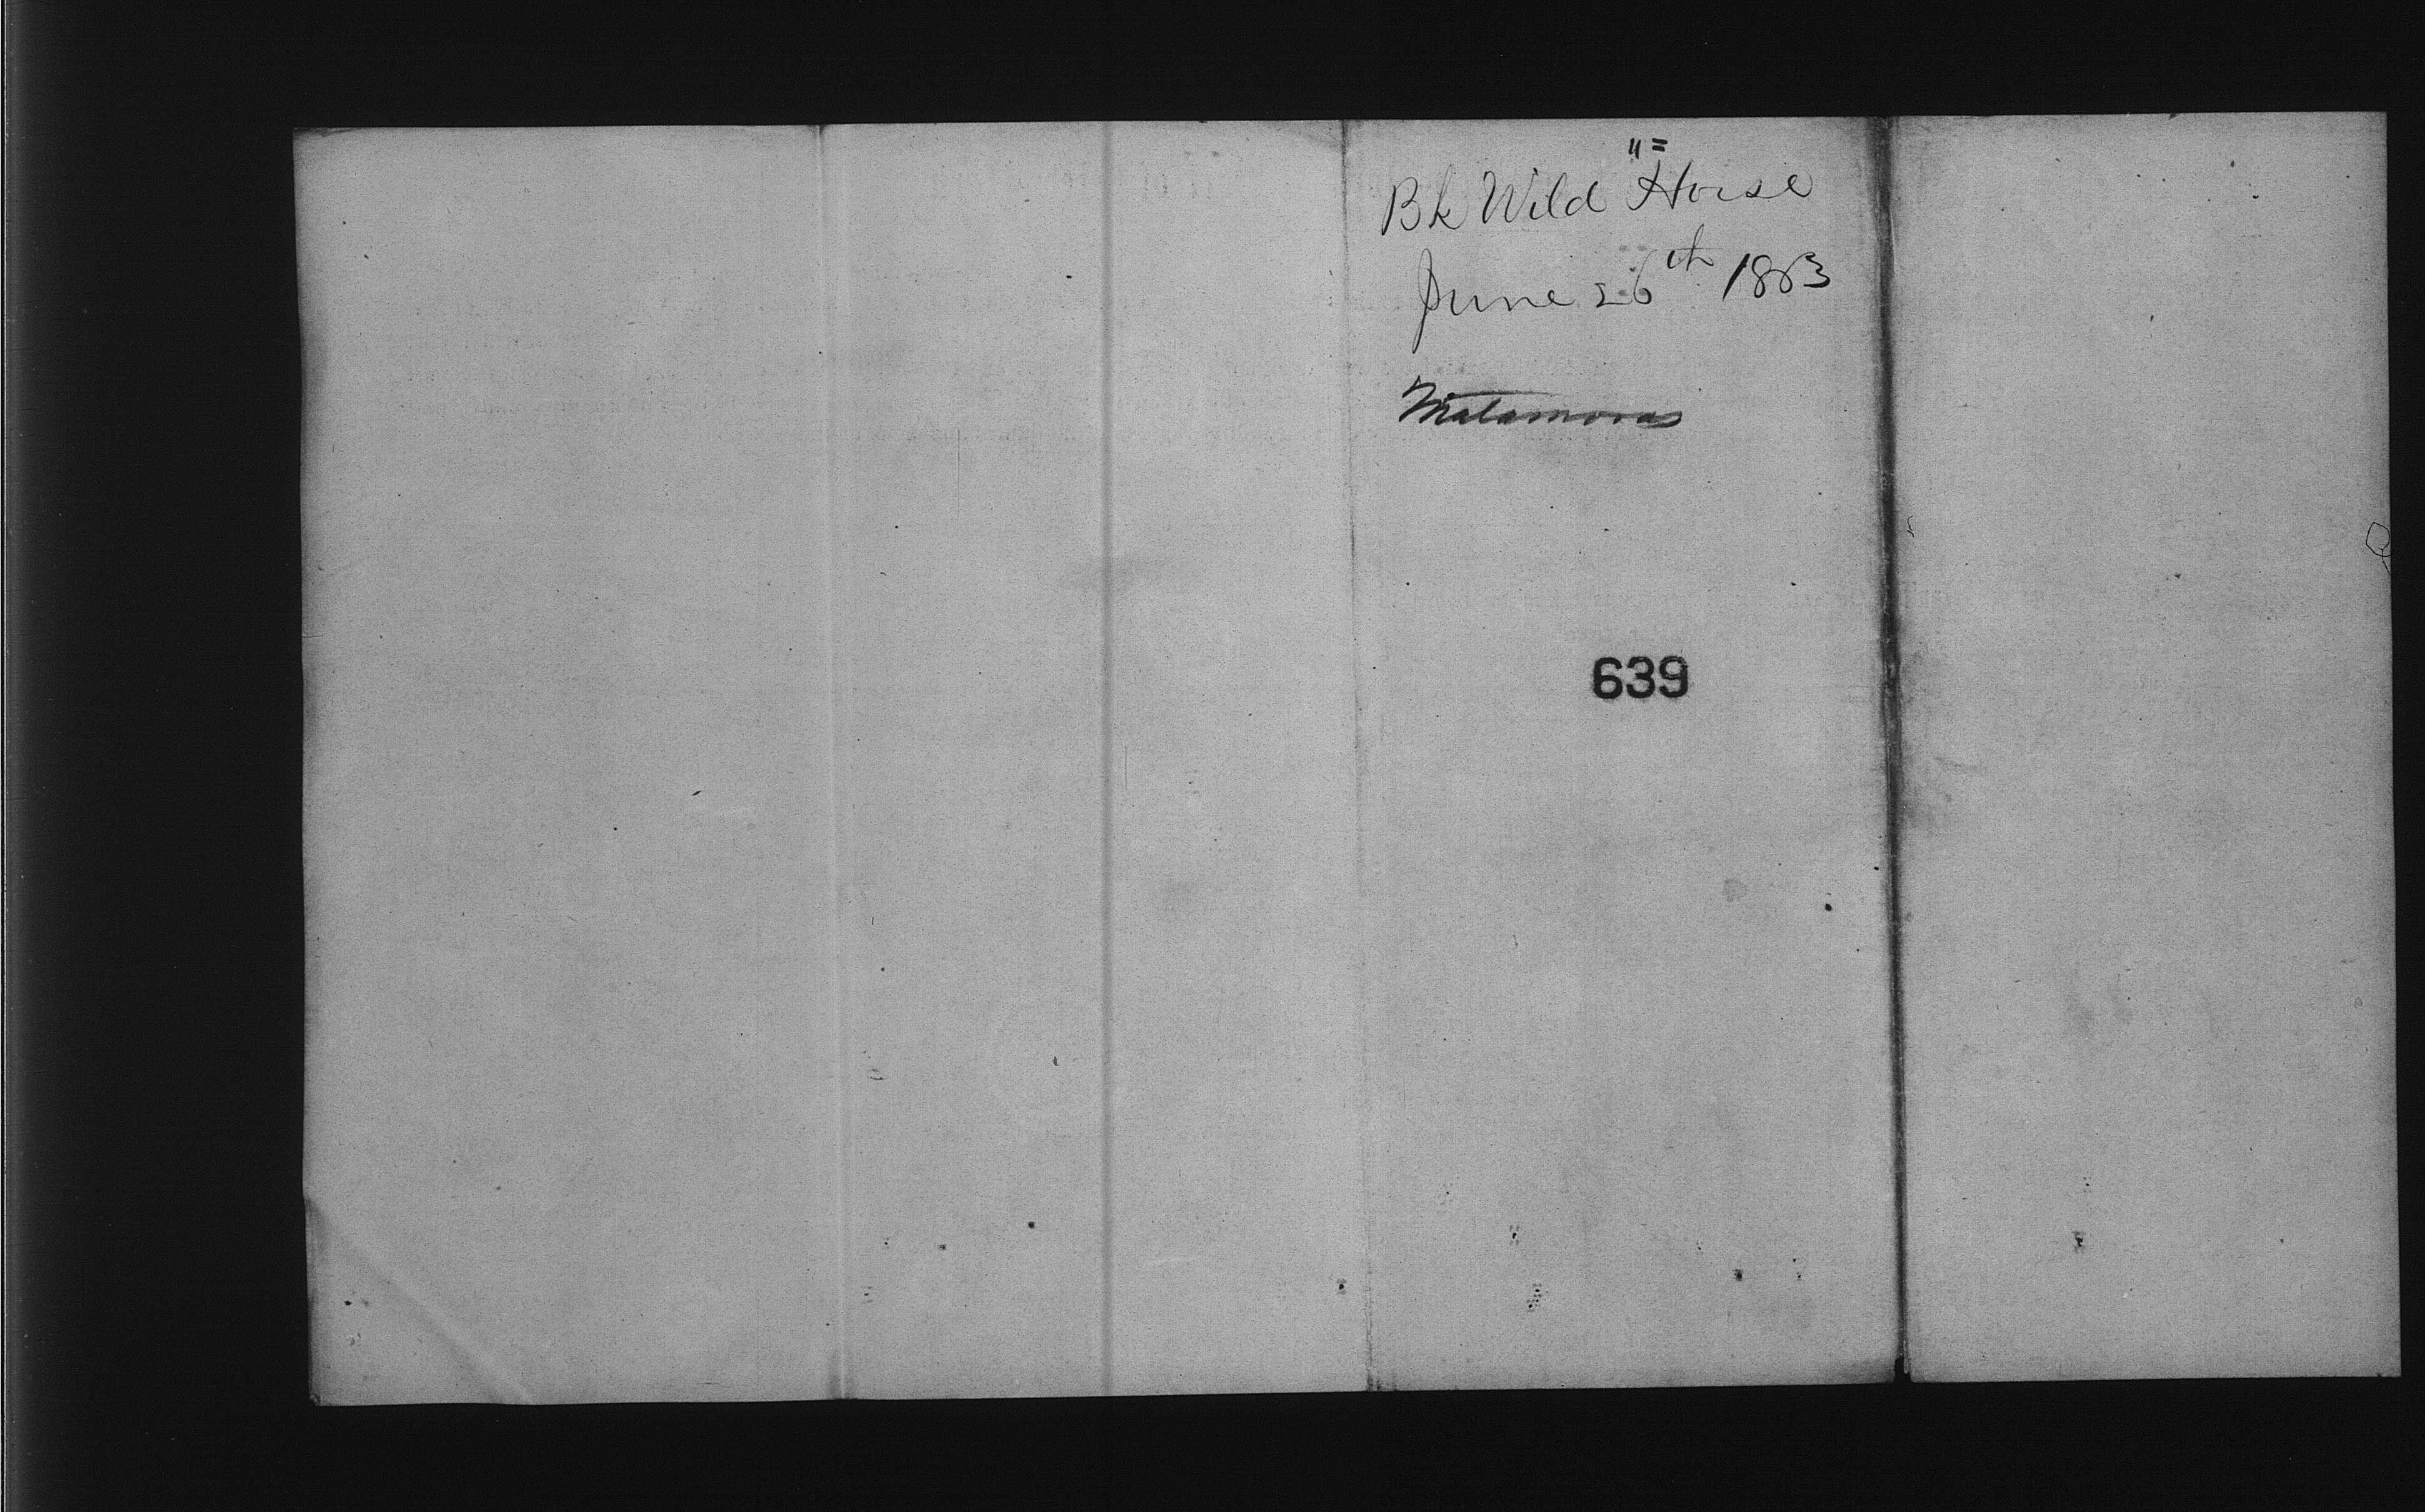 "=
Bk Wild Horse
June 26th 1863
Matamoras
639